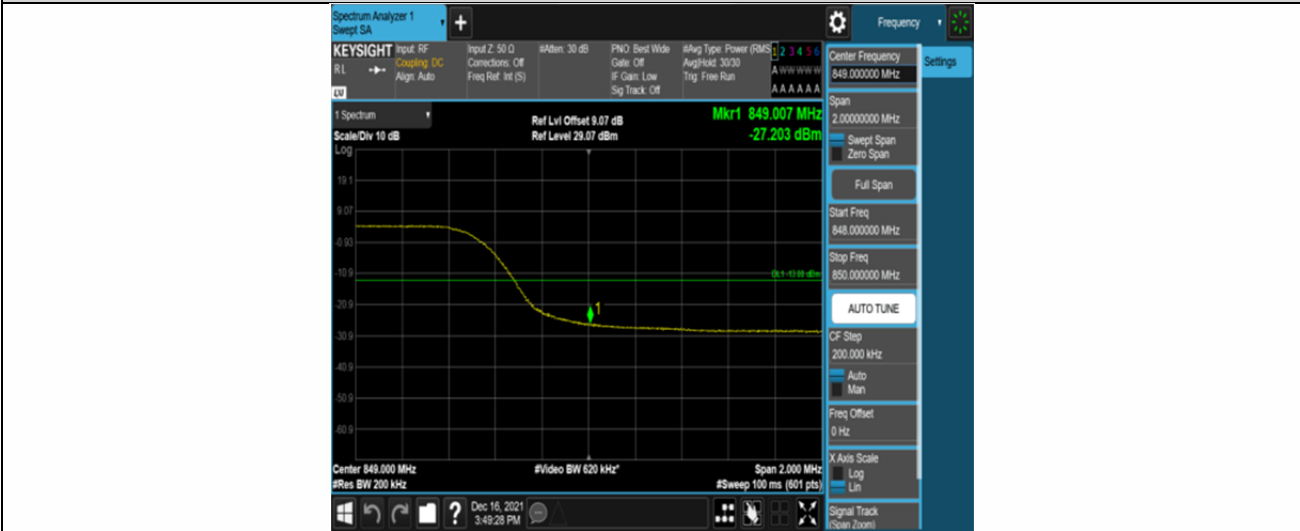 Spectrum Analyzer 1
Swept SA
+
Frequency
Settings
KEYSIGHT
RL
Input: RF
Coupling: DC
Align: Auto
Input Z: 50 Ω
Corrections: Off
Freq Ref: Int (S)
#Atten: 30 dB
PNO: Best Wide
Gate: Off
IF Gain: Low
Sig Track: Off
#Avg Type: Power (RMS
Avg|Hold: 30/30
Trig: Free Run
1 2 3 4 5 6
A W W W W W
A A A A A A
1 Spectrum
Scale/Div 10 dB
Log
Ref Lvl Offset 9.07 dB
Ref Level 29.07 dBm
Mkr1 849.007 MHz
-27.203 dBm
19.1
9.07
-0.93
-10.9
-20.9
-30.9
-40.9
-50.9
-60.9
DL1 -13.00 dBm
1
Center 849.000 MHz
#Res BW 200 kHz
#Video BW 620 kHz*
Span 2.000 MHz
#Sweep 100 ms (601 pts)
Center Frequency
849.000000 MHz
Span
2.00000000 MHz
Swept Span
Zero Span
Full Span
Start Freq
848.000000 MHz
Stop Freq
850.000000 MHz
AUTO TUNE
CF Step
200.000 kHz
Auto
Man
Freq Offset
0 Hz
X Axis Scale
Log
Lin
Signal Track
(Span Zoom)
?
Dec 16, 2021
3:49:28 PM